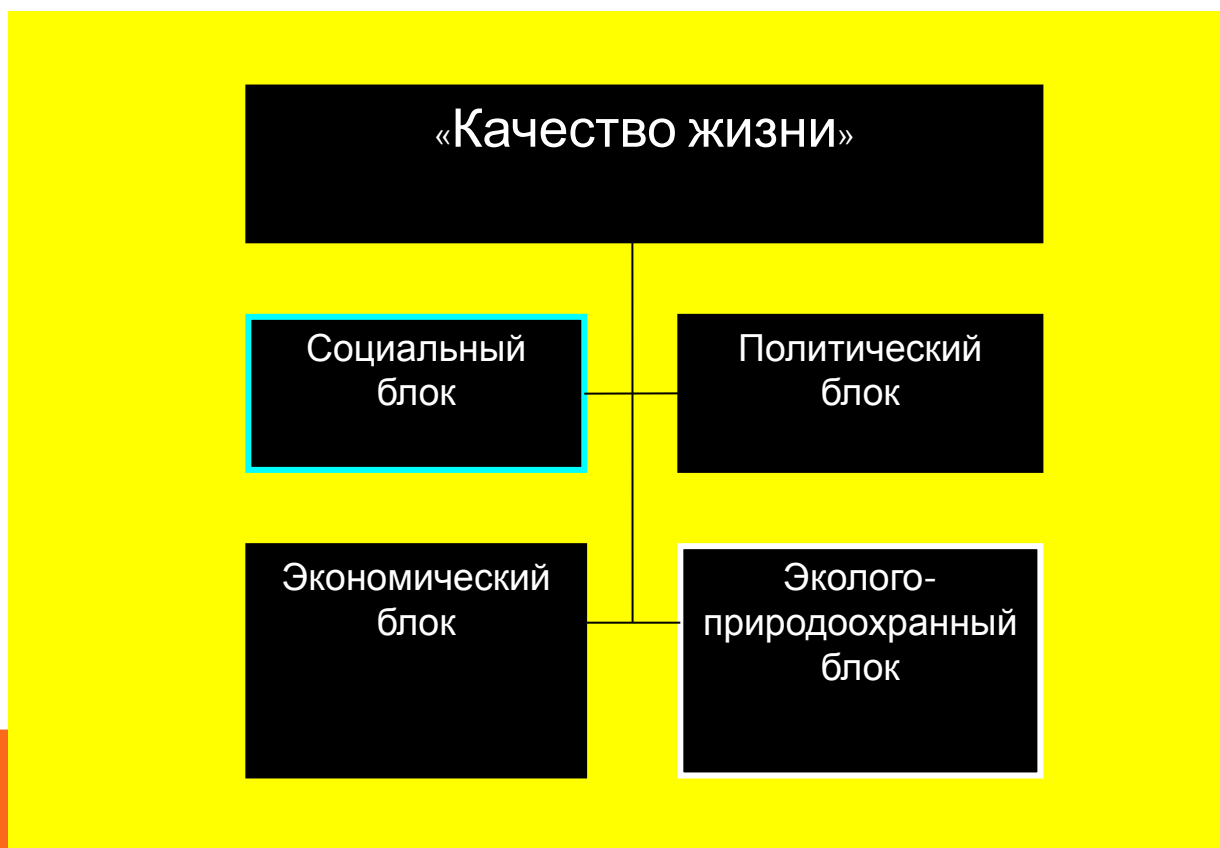 «Качество жизни»
Социальный
блок
Политический
блок
Экономический
блок
Эколого-
природоохранный
блок